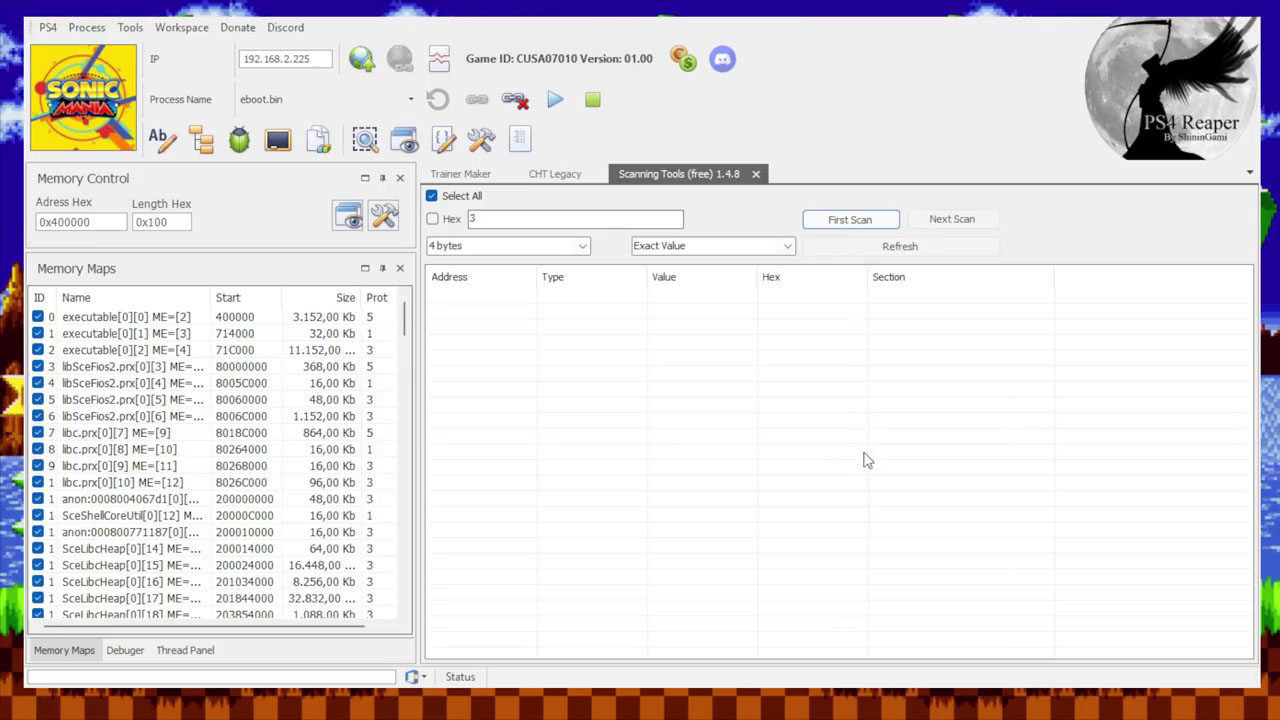 PS4 Process Tools Workspace Donate Discord
SONIC
MANIA
IP 192.168.2.225 Game ID: CUSA07010 Version: 01.00
Process Name eboot.bin
Ab
PS4 Reaper
By ShininGami
Memory Control
Adress Hex Length Hex
0x400000 0x100
Memory Maps
ID Name Start Size Prot
0 executable[0][0] ME=[2] 400000 3.152,00 Kb 5
1 executable[0][1] ME=[3] 714000 32,00 Kb 1
2 executable[0][2] ME=[4] 71C000 11.152,00 ... 3
3 libSceFios2.prx[0][3] ME=... 80000000 368,00 Kb 5
4 libSceFios2.prx[0][4] ME=... 8005C000 16,00 Kb 1
5 libSceFios2.prx[0][5] ME=... 80060000 48,00 Kb 3
6 libSceFios2.prx[0][6] ME=... 8006C000 1.152,00 Kb 3
7 libc.prx[0][7] ME=[9] 8018C000 864,00 Kb 5
8 libc.prx[0][8] ME=[10] 80264000 16,00 Kb 1
9 libc.prx[0][9] ME=[11] 80268000 16,00 Kb 3
1 libc.prx[0][10] ME=[12] 8026C000 96,00 Kb 3
1 anon:0008004067d1[0][... 200000000 48,00 Kb 3
1 SceShellCoreUtil[0][12] M... 20000C000 16,00 Kb 1
1 anon:000800771187[0][... 200010000 16,00 Kb 3
1 SceLibcHeap[0][14] ME=... 200014000 64,00 Kb 3
1 SceLibcHeap[0][15] ME=... 200024000 16.448,00 ... 3
1 SceLibcHeap[0][16] ME=... 201034000 8.256,00 Kb 3
1 SceLibcHeap[0][17] ME=... 201844000 32.832,00 ... 3
1 SceLibcHeap[0][18] ME=... 203854000 1.088,00 Kb 3
Memory Maps Debuger Thread Panel
Trainer Maker CHT Legacy Scanning Tools (free) 1.4.8
Select All
Hex 3 First Scan Next Scan
4 bytes Exact Value Refresh
Address Type Value Hex Section
Status